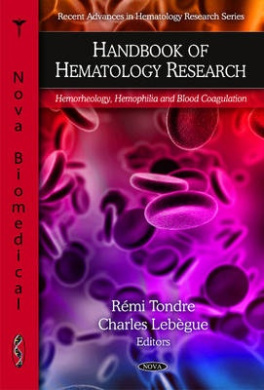 Recent Advances in Hematology Research Series
HANDBOOK OF
HEMATOLOGY RESEARCH
Hemorheology, Hemophilia and Blood Coagulation
Nova Biomedical
Rémi Tondre
Charles Lebègue
Editors
NOVA